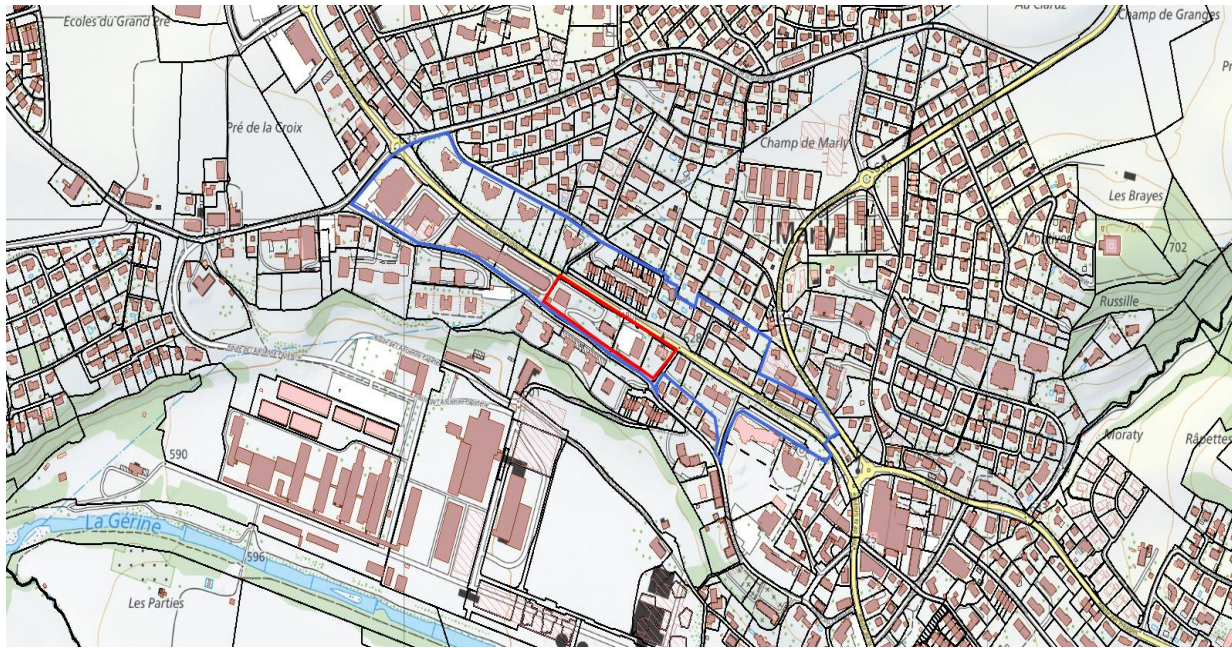 Ecoles du Grand Pré
Au Claruz
Champ de Granges
Pré de la Croix
Champ de Marly
Les Brayes
Marly
702
Russille
628
Moraty
Râpettes
590
La Gérine
596
Les Parties